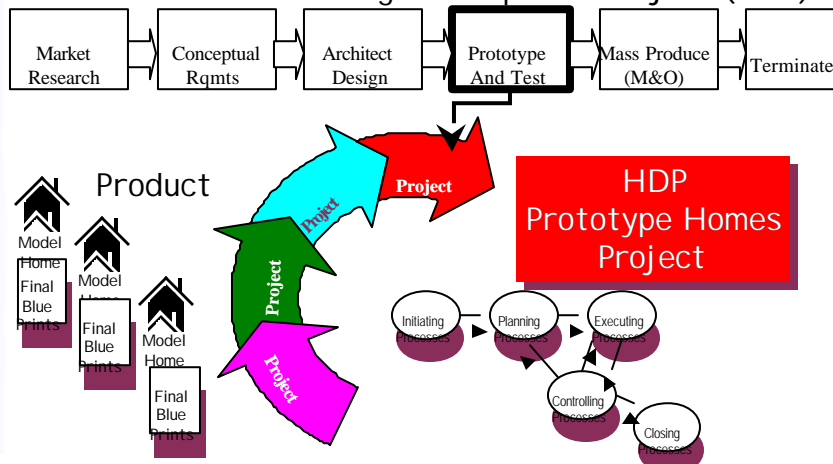 Market
Research
Conceptual
Rqmts
Architect
Design
Prototype
And Test
Mass Produce
(M&O)
Terminate
Product
Project
Project
Project
Project
HDP
Prototype Homes
Project
Model
Home
Final
Blue
Prints
Model
Home
Final
Blue
Prints
Model
Home
Final
Blue
Prints
Initiating
Processes
Planning
Processes
Executing
Processes
Controlling
Processes
Closing
Processes